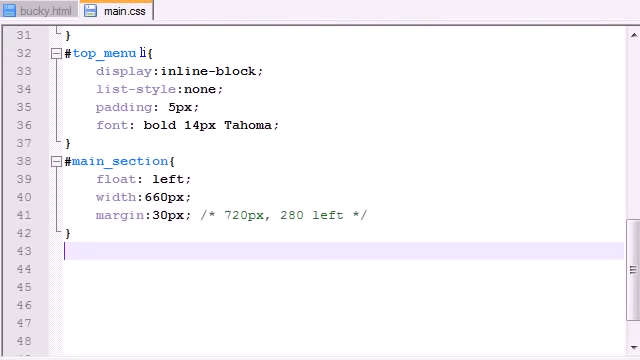 bucky.html main.css
31 }
32 #top_menu li{
33 display:inline-block;
34 list-style:none;
35 padding: 5px;
36 font: bold 14px Tahoma;
37 }
38 #main_section{
39 float: left;
40 width:660px;
41 margin:30px; /* 720px, 280 left */
42 }
43
44
45
46
47
48